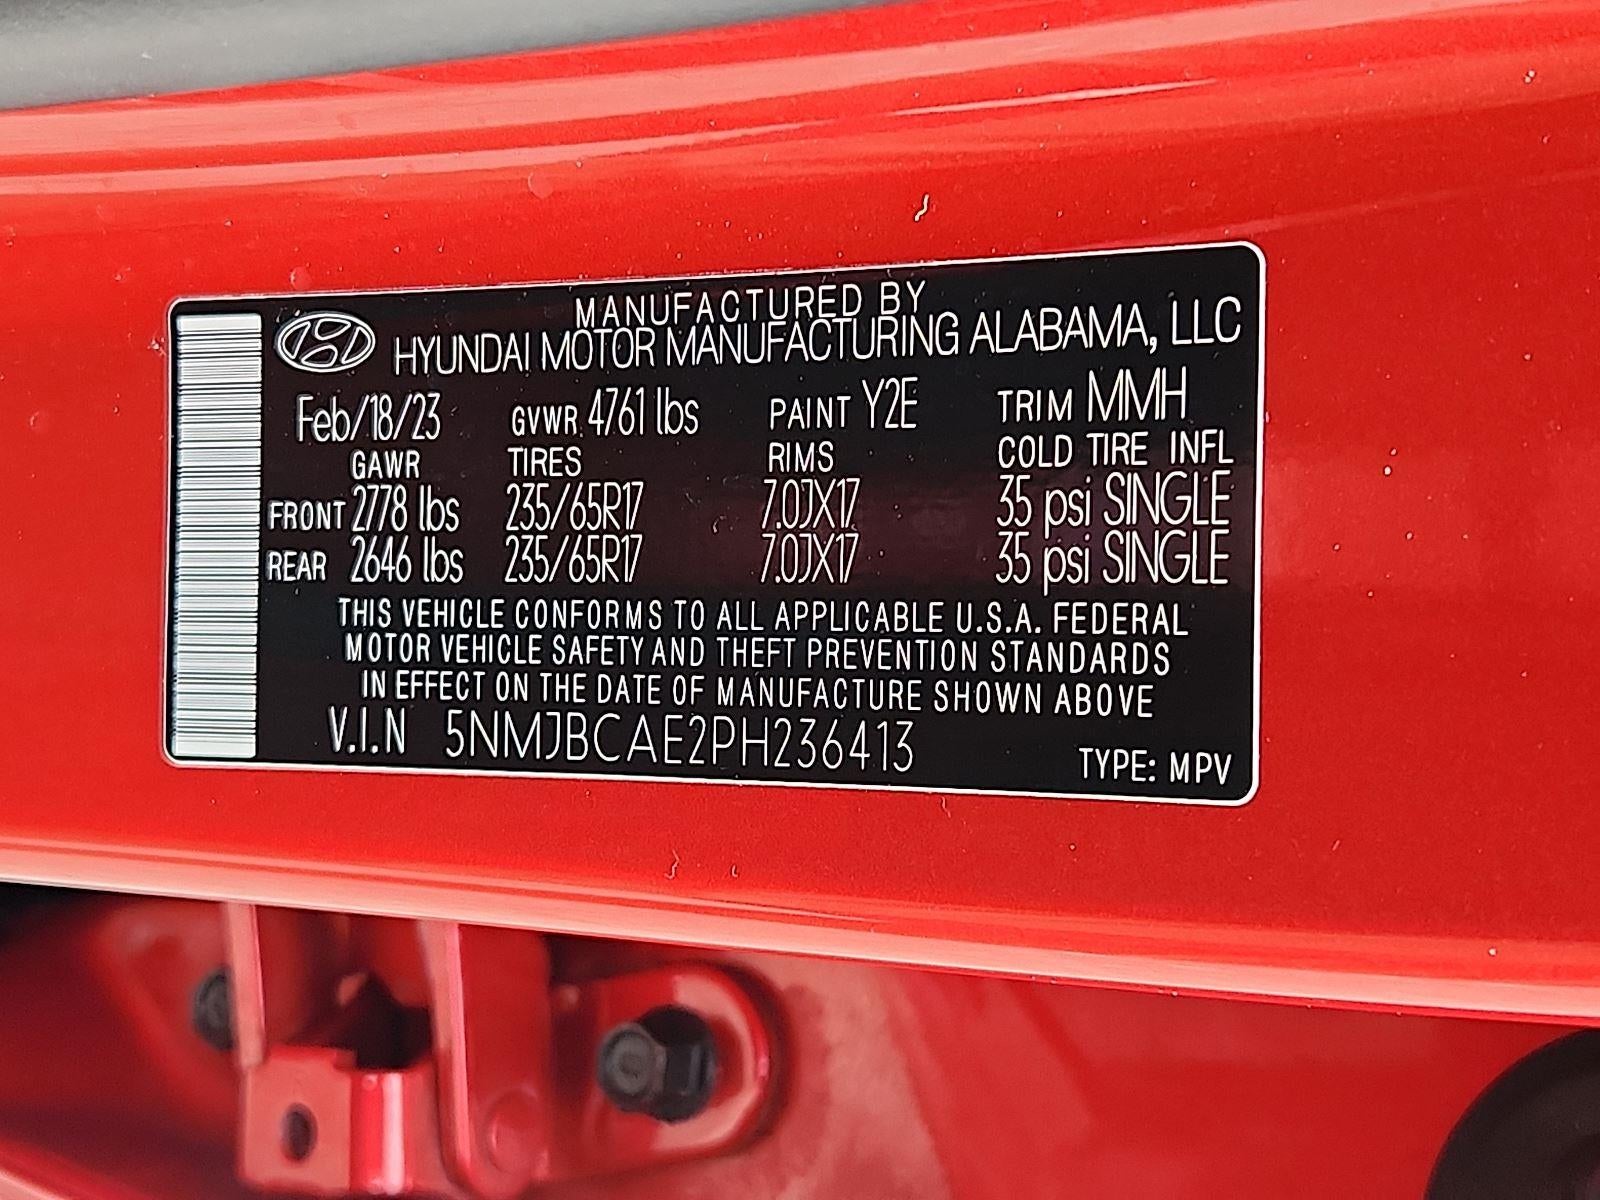 MANUFACTURED BY
HYUNDAI MOTOR MANUFACTURING ALABAMA, LLC
Feb/18/23 GVWR 4761 lbs PAINT Y2E TRIM MMH
GAWR TIRES RIMS COLD TIRE INFL
FRONT 2778 lbs 235/65R17 7.0JX17 35 psi SINGLE
REAR 2646 lbs 235/65R17 7.0JX17 35 psi SINGLE
THIS VEHICLE CONFORMS TO ALL APPLICABLE U.S.A. FEDERAL
MOTOR VEHICLE SAFETY AND THEFT PREVENTION STANDARDS
IN EFFECT ON THE DATE OF MANUFACTURE SHOWN ABOVE
V.I.N 5NMJBCAE2PH236413 TYPE: MPV